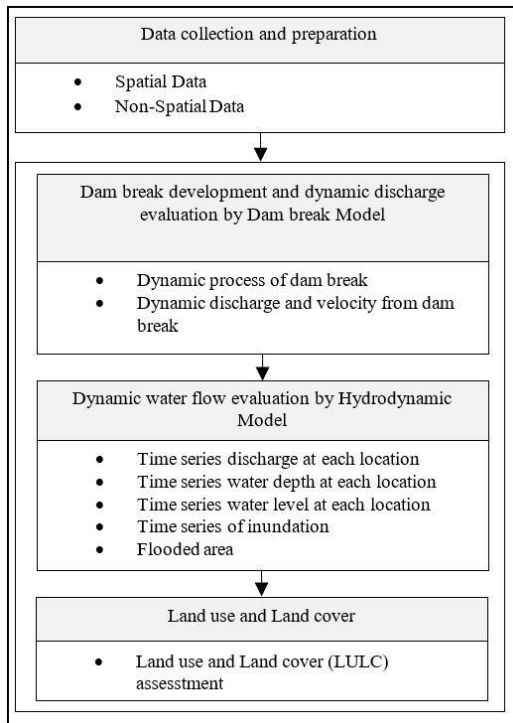 Data collection and preparation
• Spatial Data
• Non-Spatial Data
Dam break development and dynamic discharge
evaluation by Dam break Model
• Dynamic process of dam break
• Dynamic discharge and velocity from dam
break
Dynamic water flow evaluation by Hydrodynamic
Model
• Time series discharge at each location
• Time series water depth at each location
• Time series water level at each location
• Time series of inundation
• Flooded area
Land use and Land cover
• Land use and Land cover (LULC)
assesstment